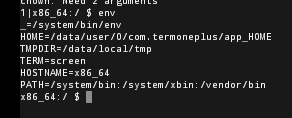 chown: Need 2 arguments
1|x86_64:/ $ env
_=/system/bin/env
HOME=/data/user/0/com.termoneplus/app_HOME
TMPDIR=/data/local/tmp
TERM=screen
HOSTNAME=x86_64
PATH=/system/bin:/system/xbin:/vendor/bin
x86_64:/ $